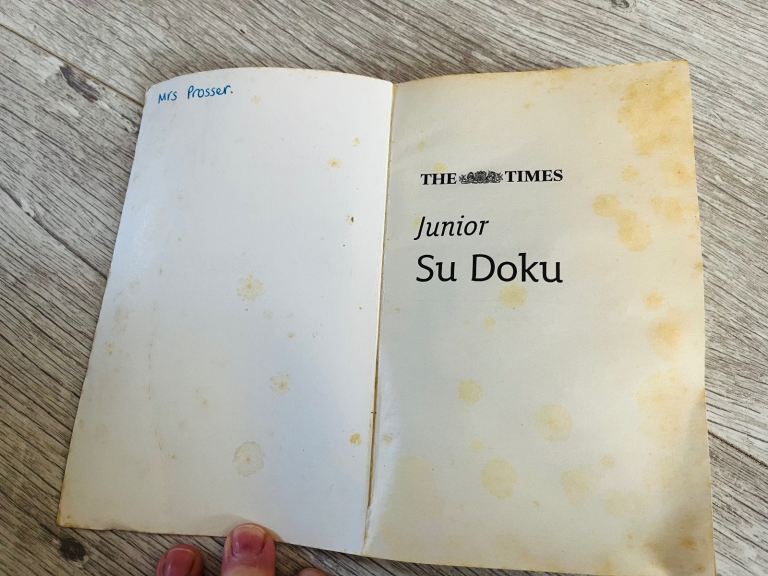 Mrs Prosser.
THE TIMES
Junior
Su Doku